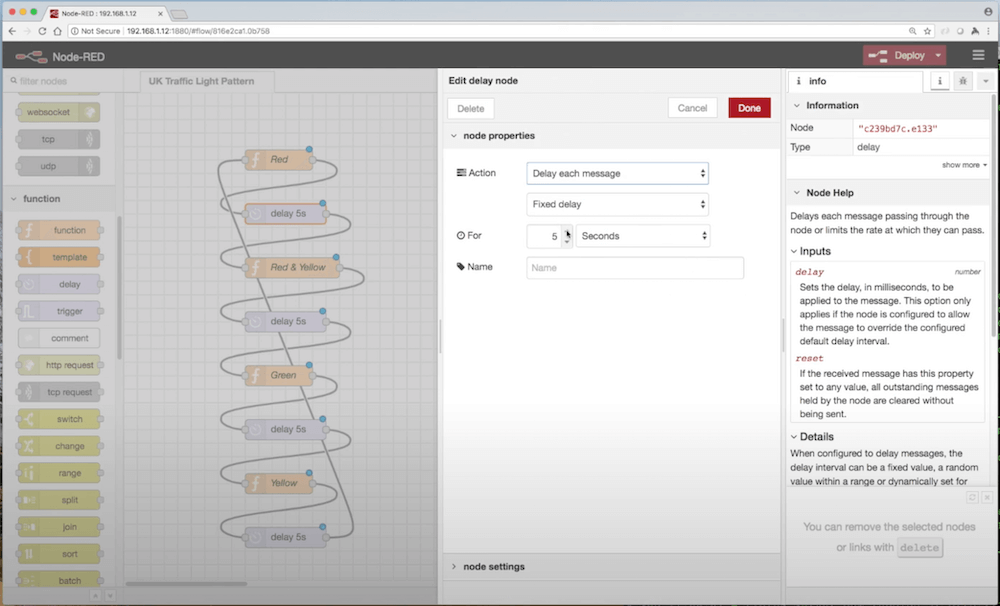 Node-RED : 192.168.1.12
Not Secure | 192.168.1.12:1880/#flow/816e2ca1.0b758
Node-RED
Deploy
filter nodes
websocket
tcp
udp
function
function
template
delay
trigger
comment
http request
tcp request
switch
change
range
split
join
sort
batch
UK Traffic Light Pattern
Red
delay 5s
Red & Yellow
delay 5s
Green
delay 5s
Yellow
delay 5s
Edit delay node
Delete
Cancel
Done
node properties
Action
Delay each message
Fixed delay
For
5
Seconds
Name
Name
node settings
i info
i
Information
Node "c239bd7c.e133"
Type delay
show more
Node Help
Delays each message passing through the
node or limits the rate at which they can pass.
Inputs
delay number
Sets the delay, in milliseconds, to be
applied to the message. This option only
applies if the node is configured to allow
the message to override the configured
default delay interval.
reset
If the received message has this property
set to any value, all outstanding messages
held by the node are cleared without
being sent.
Details
When configured to delay messages, the
delay interval can be a fixed value, a random
value within a range or dynamically set for
You can remove the selected nodes
or links with delete